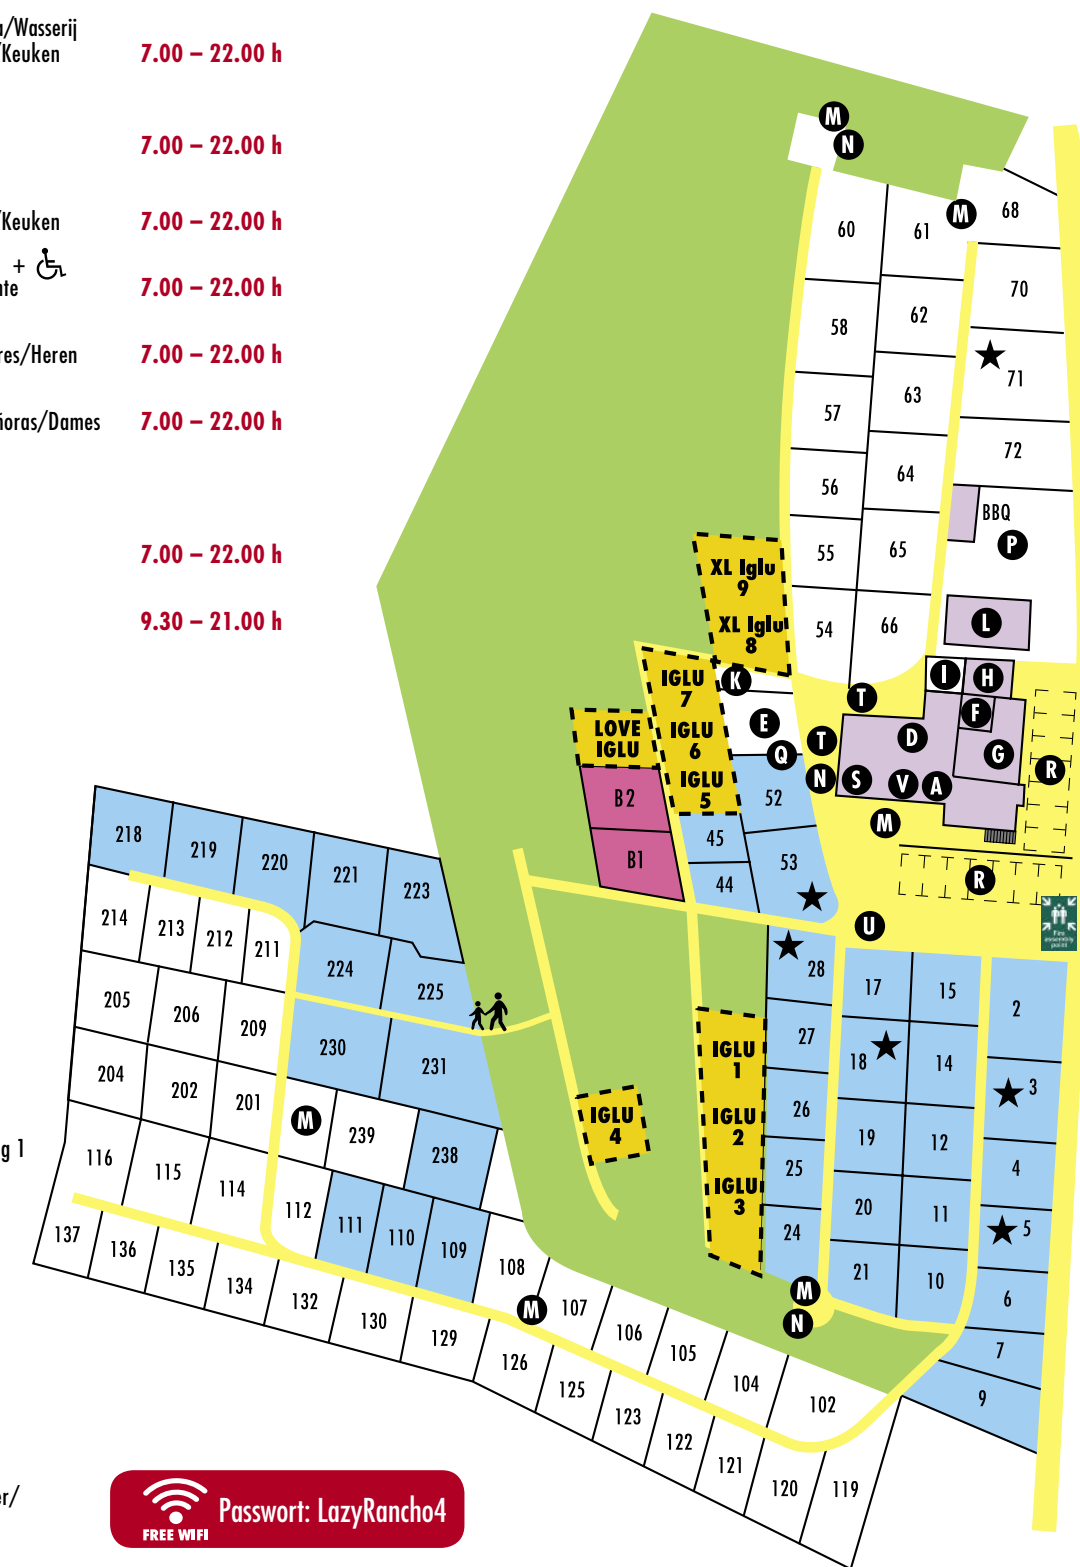 a/Wasserij
/Keuken 7.00 – 22.00 h
7.00 – 22.00 h
/Keuken 7.00 – 22.00 h
+
nte 7.00 – 22.00 h
res/Heren 7.00 – 22.00 h
ñoras/Dames 7.00 – 22.00 h
7.00 – 22.00 h
9.30 – 21.00 h
M
N
M
68
60
61
70
62
58
71
63
57
72
64
56
BBQ
P
65
55
XL Iglu
9
XL Iglu
8
54
66
L
I
H
K
IGLU
7
T
F
E
LOVE
IGLU
IGLU
6
T
D
G
Q
R
N
S
V
A
IGLU
5
52
B2
M
45
B1
53
44
R
U
Fire
assembly
point
218
219
220
221
223
214
213
212
211
224
225
28
17
15
2
205
206
209
230
231
27
IGLU
1
18
14
3
204
202
201
M
239
238
IGLU
4
26
IGLU
2
19
12
4
g 1
116
115
114
112
111
110
109
25
IGLU
3
20
11
5
24
137
136
135
134
132
130
129
108
M
107
106
105
104
102
21
10
6
M
N
7
9
126
125
123
122
121
120
119
er/
FREE WIFI
Passwort: LazyRancho4